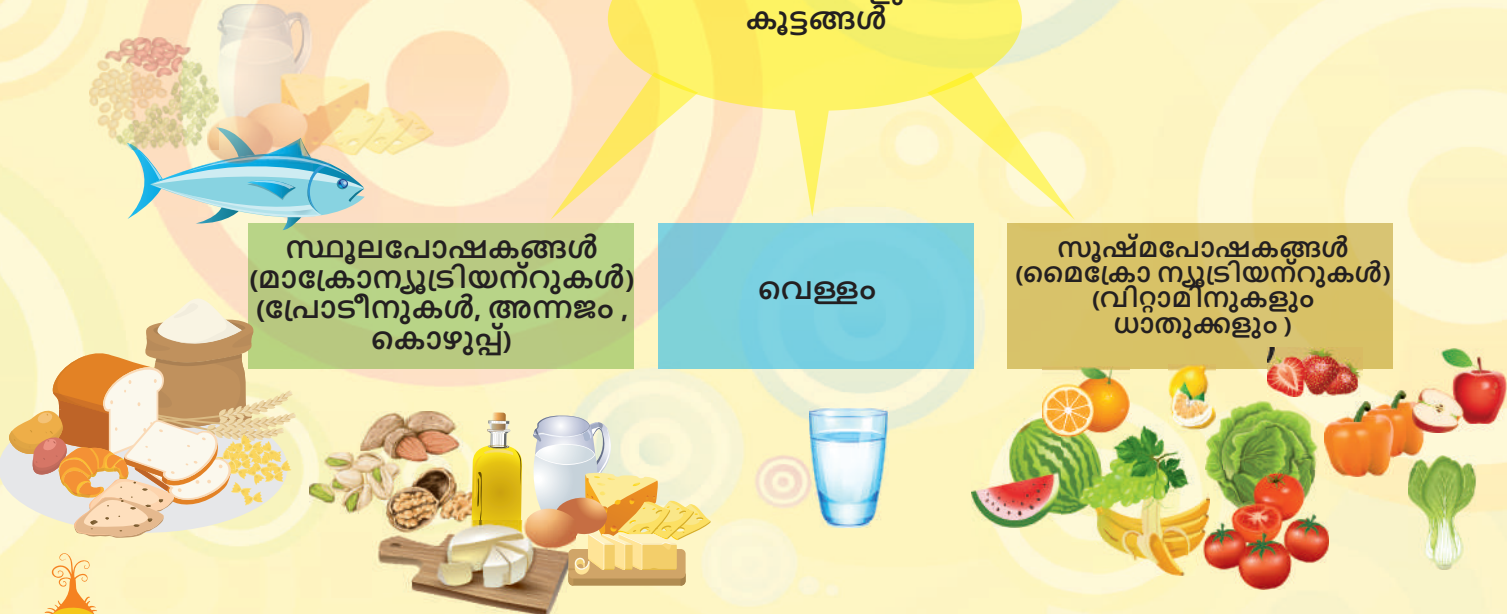 കൂട്ടങ്ങൾ
സ്ഥൂലപോഷകങ്ങൾ
(മാക്രോന്യൂട്രിയന്റുകൾ)
(പ്രോടീനുകൾ, അന്നജം ,
കൊഴുപ്പ്)
വെള്ളം
സൂഷ്മപോഷകങ്ങൾ
(മൈക്രോ ന്യൂട്രിയന്റുകൾ)
(വിറ്റാമിനുകളും
ധാതുക്കളും )
,